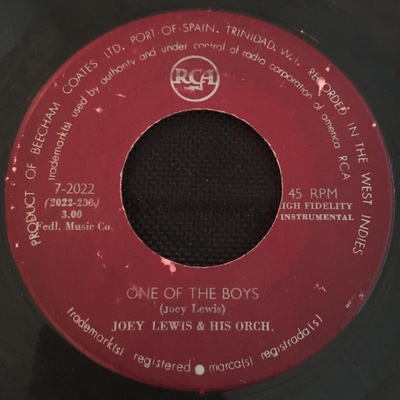 PRODUCT OF BEECHAM COATES LTD. PORT-OF-SPAIN, TRINIDAD, W.I. RECORDED IN THE WEST INDIES
trademark(s) used by authority and under control of radio corporation of america RCA
RCA
7-2022
(2022-236)
3.00
Fedl. Music Co.
45 RPM
HIGH FIDELITY
INSTRUMENTAL
ONE OF THE BOYS
(Joey Lewis)
JOEY LEWIS & HIS ORCH.
trademark(s) registered • marca(s) registrada(s)